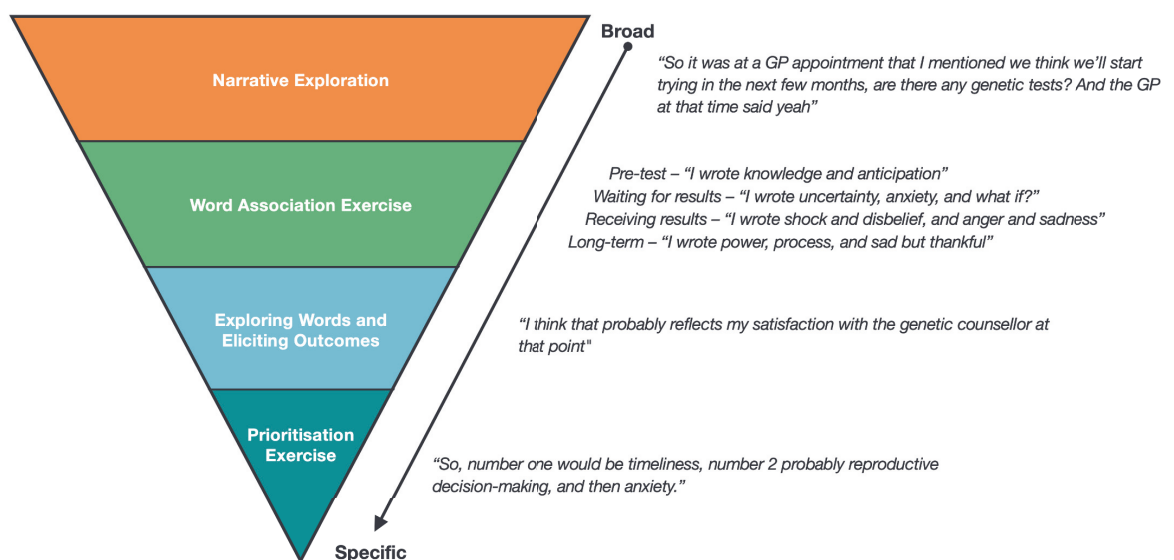 Broad
Narrative Exploration
“So it was at a GP appointment that I mentioned we think we’ll start
trying in the next few months, are there any genetic tests? And the GP
at that time said yeah”
Word Association Exercise
Pre-test – “I wrote knowledge and anticipation”
Waiting for results – “I wrote uncertainty, anxiety, and what if?”
Receiving results – “I wrote shock and disbelief, and anger and sadness”
Long-term – “I wrote power, process, and sad but thankful”
Exploring Words and
Eliciting Outcomes
“I think that probably reflects my satisfaction with the genetic counsellor at
that point"
Prioritisation
Exercise
“So, number one would be timeliness, number 2 probably reproductive
decision-making, and then anxiety.”
Specific